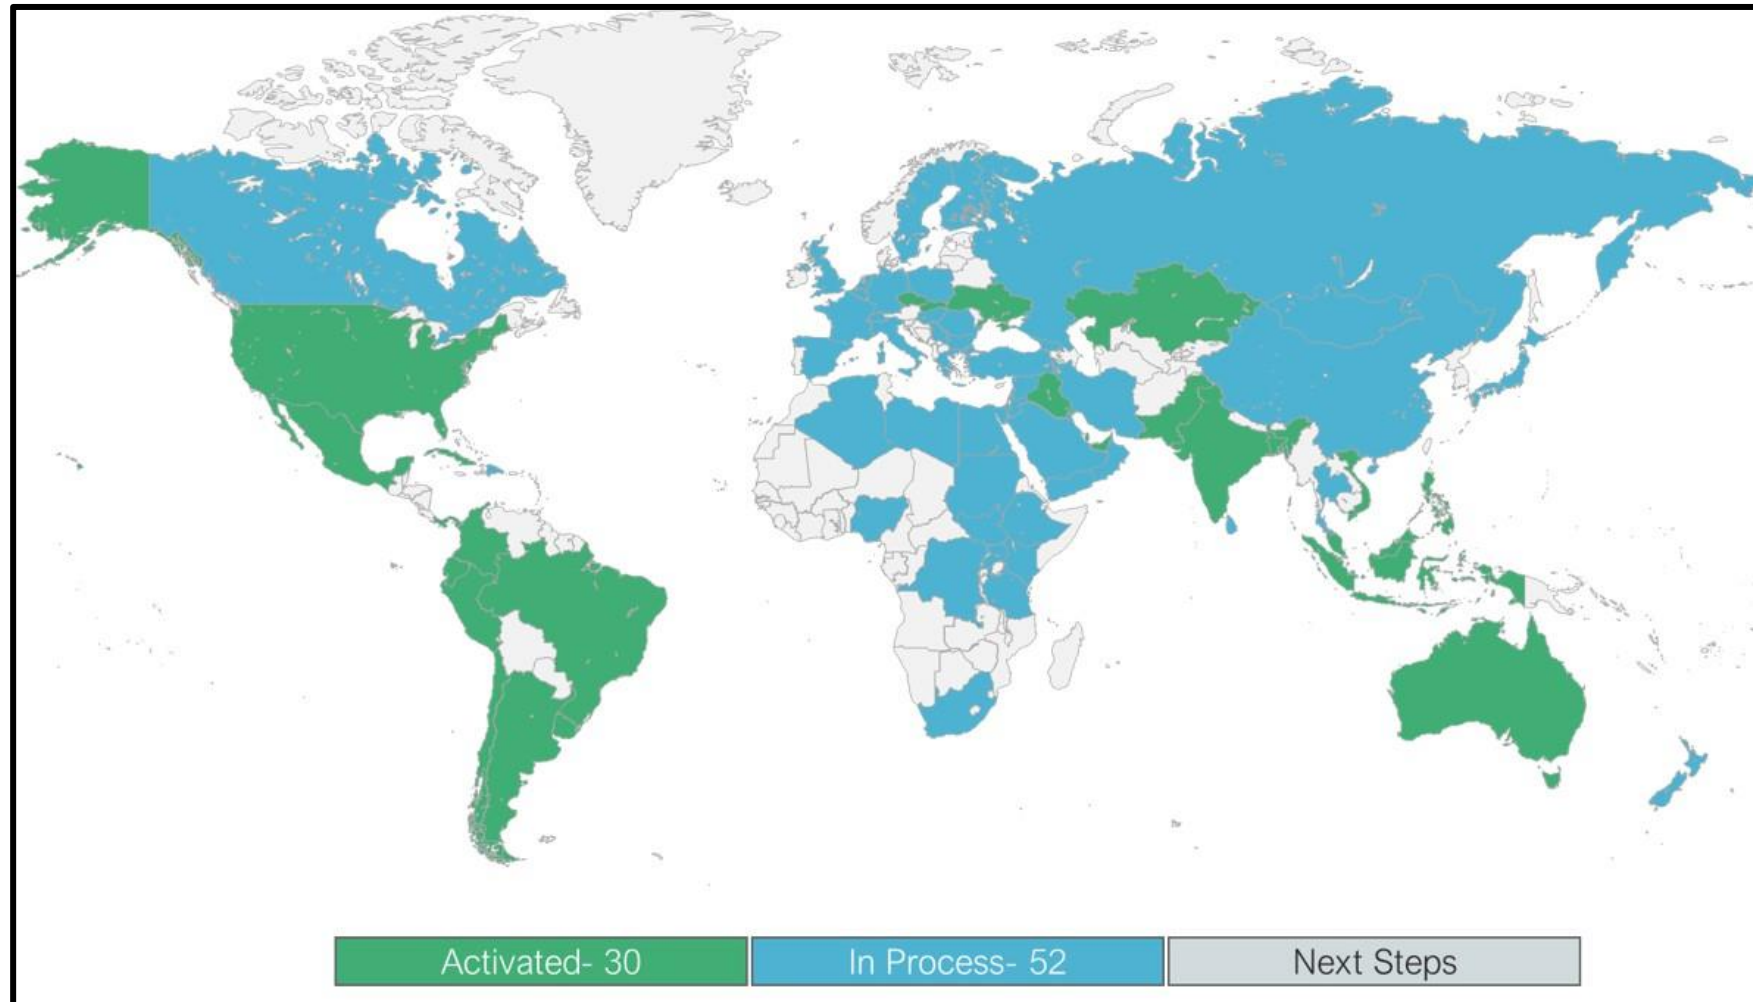 Activated- 30
In Process- 52
Next Steps